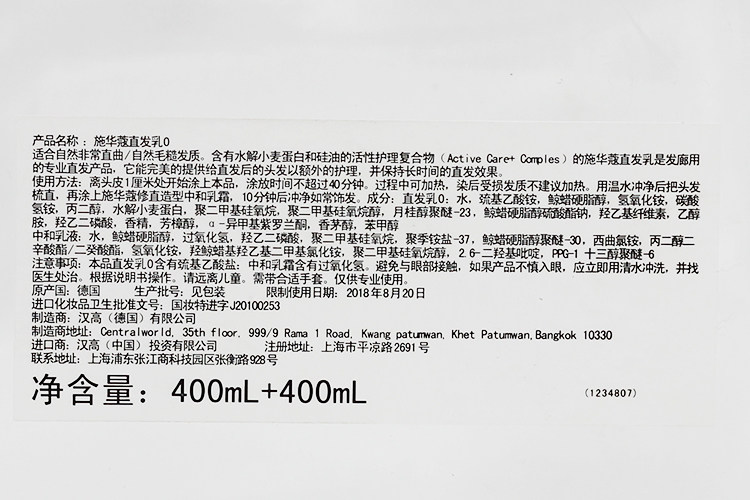 产品名称：施华蔻直发乳0
适合自然非常直曲/自然毛糙发质。含有水解小麦蛋白和硅油的活性护理复合物（Active Care+ Comples）的施华蔻直发乳是发廊用
的专业直发产品，它能完美的提供给直发后的头发以额外的护理，并保持长时间的直发效果。
使用方法：离头皮1厘米处开始涂上本品，涂放时间不超过40分钟。过程中可加热，染后受损发质不建议加热。用温水冲净后把头发
梳直，再涂上施蔻修直造型中和乳霜，10分钟后冲净如常饰发。成分：直发乳0：水，巯基乙酸铵，鲸蜡硬脂醇，氢氧化铵，碳酸
氢铵，丙二醇，水解小麦蛋白，聚二甲基硅氧烷，聚二甲基硅氧烷醇，月桂醇聚醚-23，鲸蜡硬脂醇硫酸酯钠，羟乙基纤维素，乙醇
胺，羟乙二磷酸，香精，芳樟醇，α-异甲基紫罗兰酮，香茅醇，苯甲醇
中和乳液：水，鲸蜡硬脂醇，过氧化氢，羟乙二磷酸，聚二甲基硅氧烷，聚季铵盐-37，鲸蜡硬脂醇聚醚-30，西曲氯铵，丙二醇二
辛酸酯/二癸酸酯，氢氧化铵，羟鲸蜡基羟乙基二甲基氯化铵，聚二甲基硅氧烷醇，2.6-二羟基吡啶，PPG-1 十三醇聚醚-6
注意事项：本品直发乳0含有巯基乙酸盐；中和乳霜含有过氧化氢。避免与眼部接触，如果产品不慎入眼，应立即用清水冲洗，并找
医生处治。根据说明书操作。请远离儿童。需带合适手套。仅供专业使用。
原产国：德国 生产批号：见包装 限制使用日期：2018年8月20日
进口化妆品卫生批准文号：国妆特进字J20100253
制造商：汉高（德国）有限公司
制造商地址：Centralworld, 35th floor, 999/9 Rama 1 Road, Kwang patumwan, Khet Patumwan,Bangkok 10330
进口商：汉高（中国）投资有限公司 注册地址：上海市平凉路2691号
联系地址：上海浦东张江高科技园区张衡路928号
净含量：400mL+400mL
(1234807)